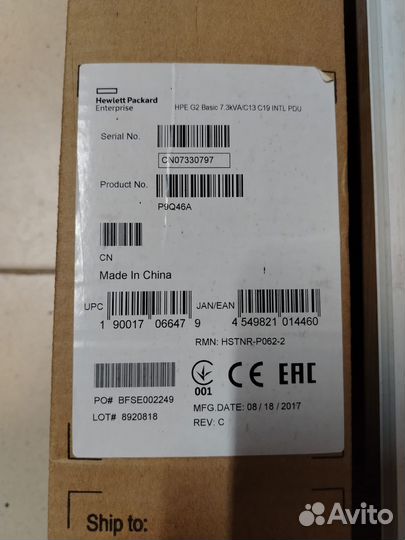 Hewlett Packard
Enterprise
HPE G2 Basic 7.3kVA/C13 C19 INTL PDU
Serial No.
CN07330797
Product No.
P9Q46A
CN
Made In China
UPC
1 90017 06647 9
JAN/EAN
4 549821 014460
RMN: HSTNR-P062-2
001
CE EAC
PO# BFSE002249
MFG.DATE: 08 / 18 / 2017
LOT# 8920818
REV: C
Ship to:
Avito